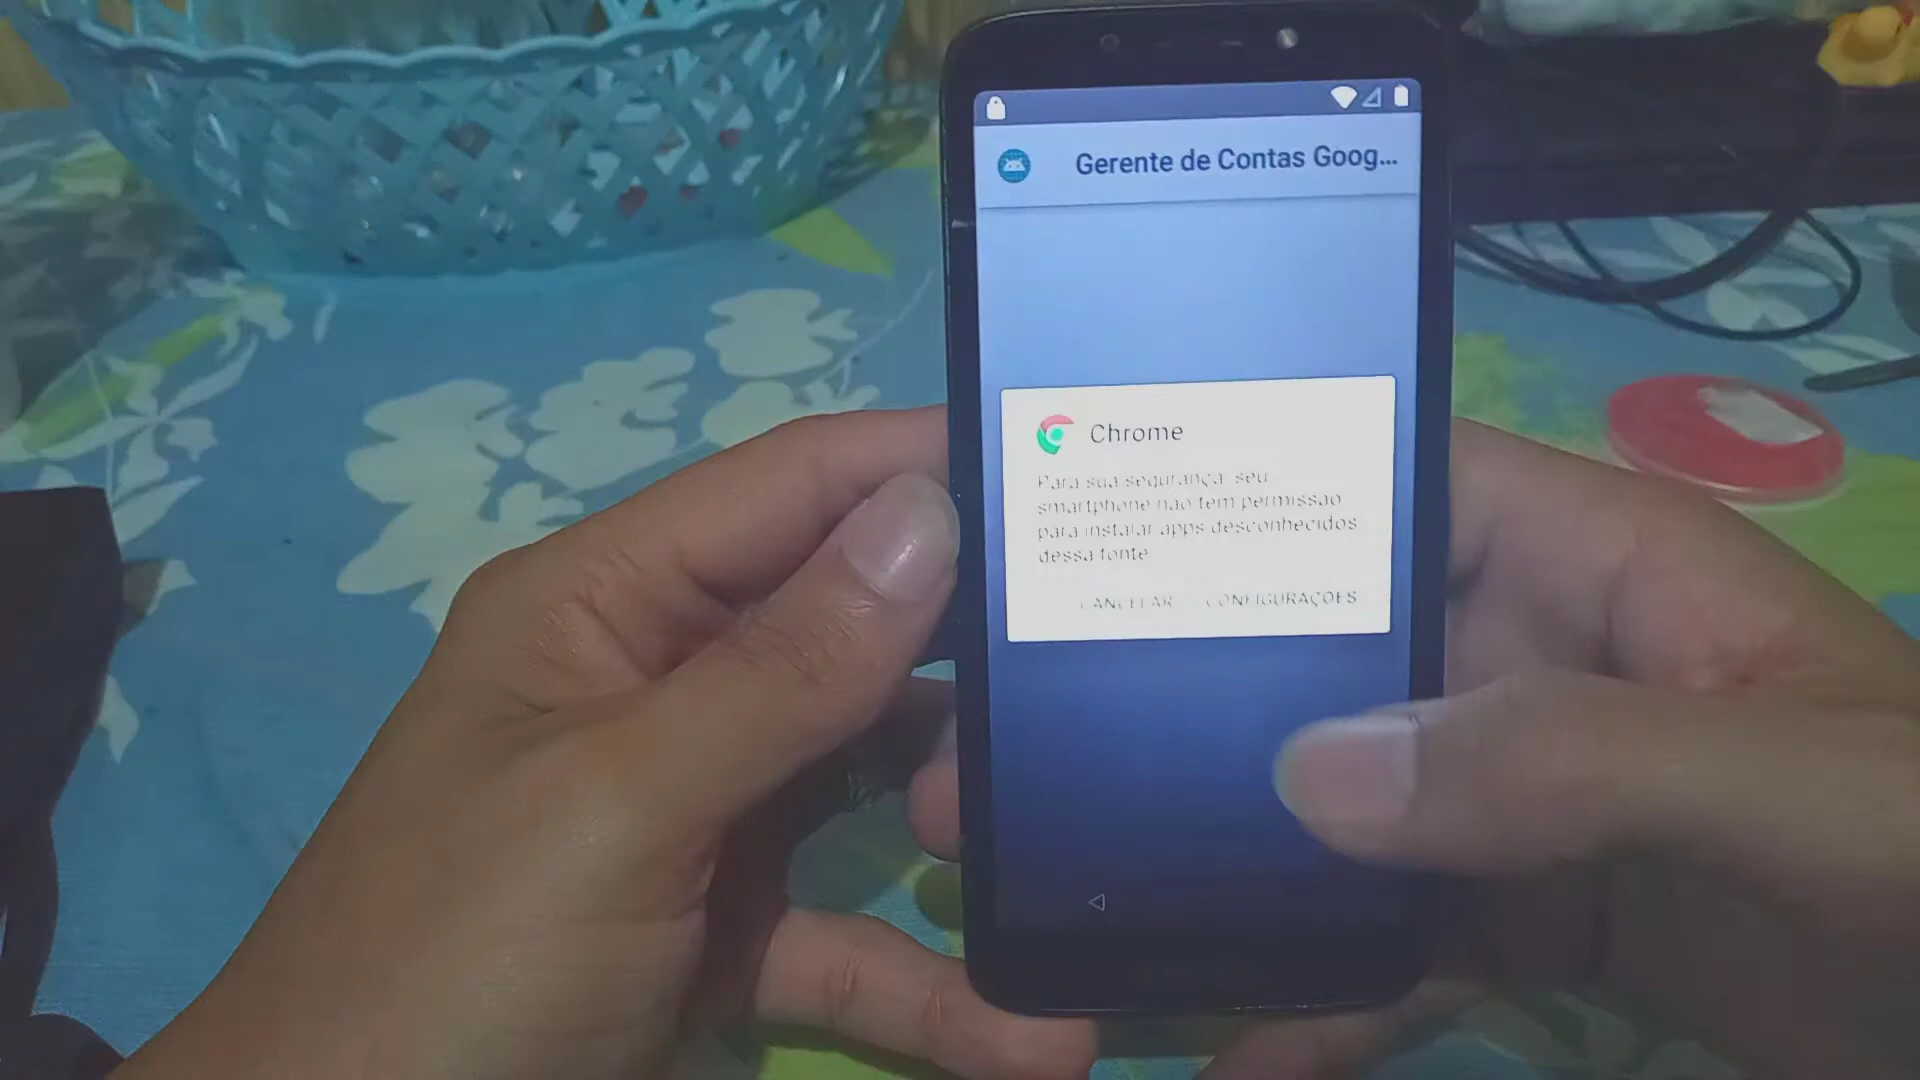 Gerente de Contas Goog...
Chrome
Para sua segurança, seu
smartphone não tem permissão
para instalar apps desconhecidos
dessa fonte
CANCELAR CONFIGURAÇÕES